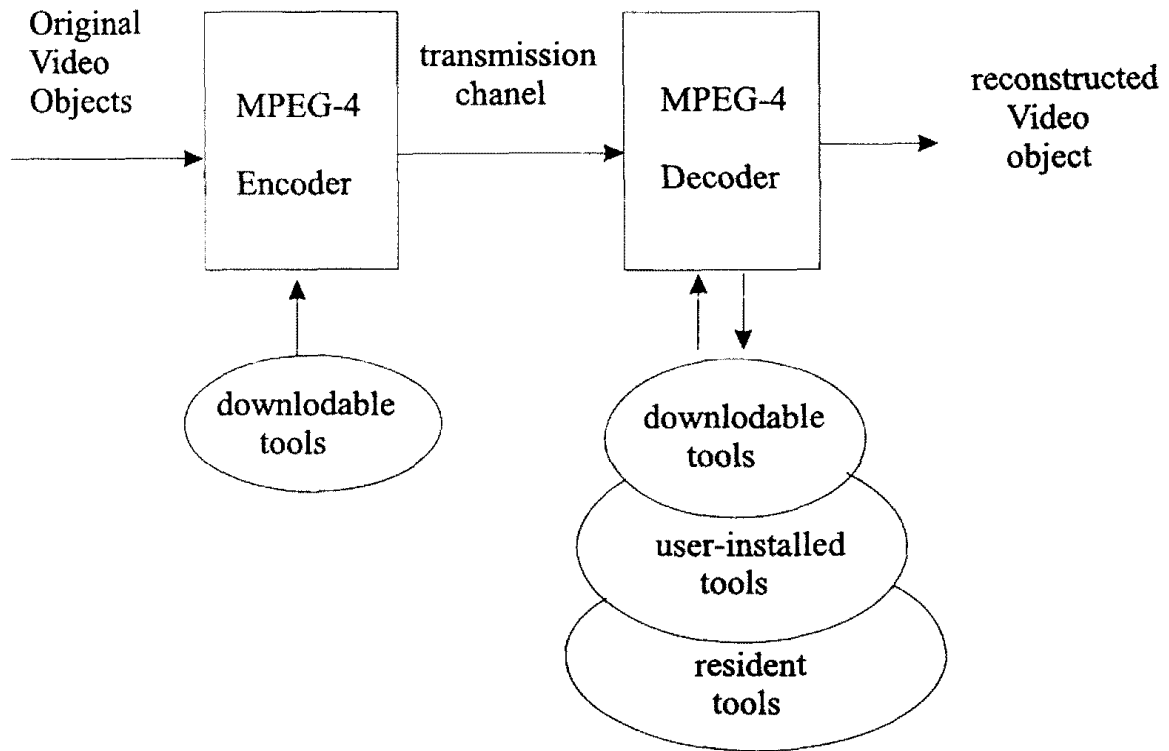 Original
Video
Objects
MPEG-4
Encoder
transmission
chanel
MPEG-4
Decoder
reconstructed
Video
object
downlodable
tools
downlodable
tools
user-installed
tools
resident
tools